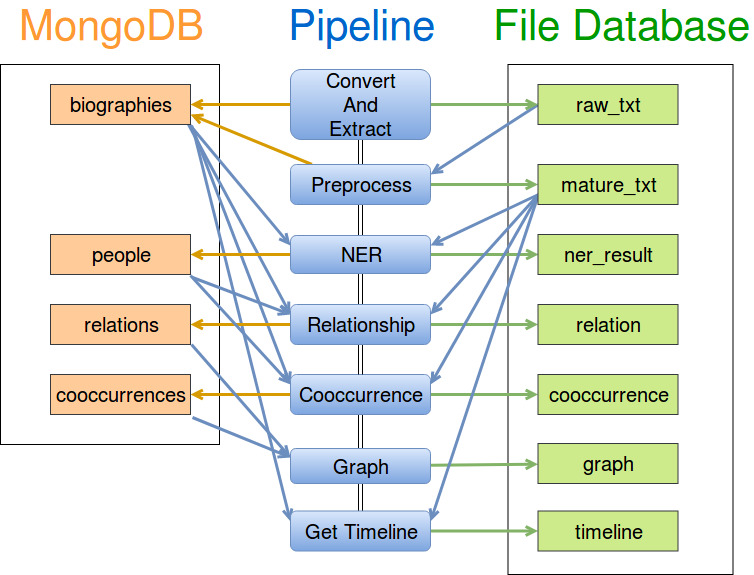 MongoDB Pipeline File Database
biographies
Convert
And
Extract
raw_txt
Preprocess
mature_txt
people
NER
ner_result
relations
Relationship
relation
cooccurrences
Cooccurrence
cooccurrence
Graph
graph
Get Timeline
timeline